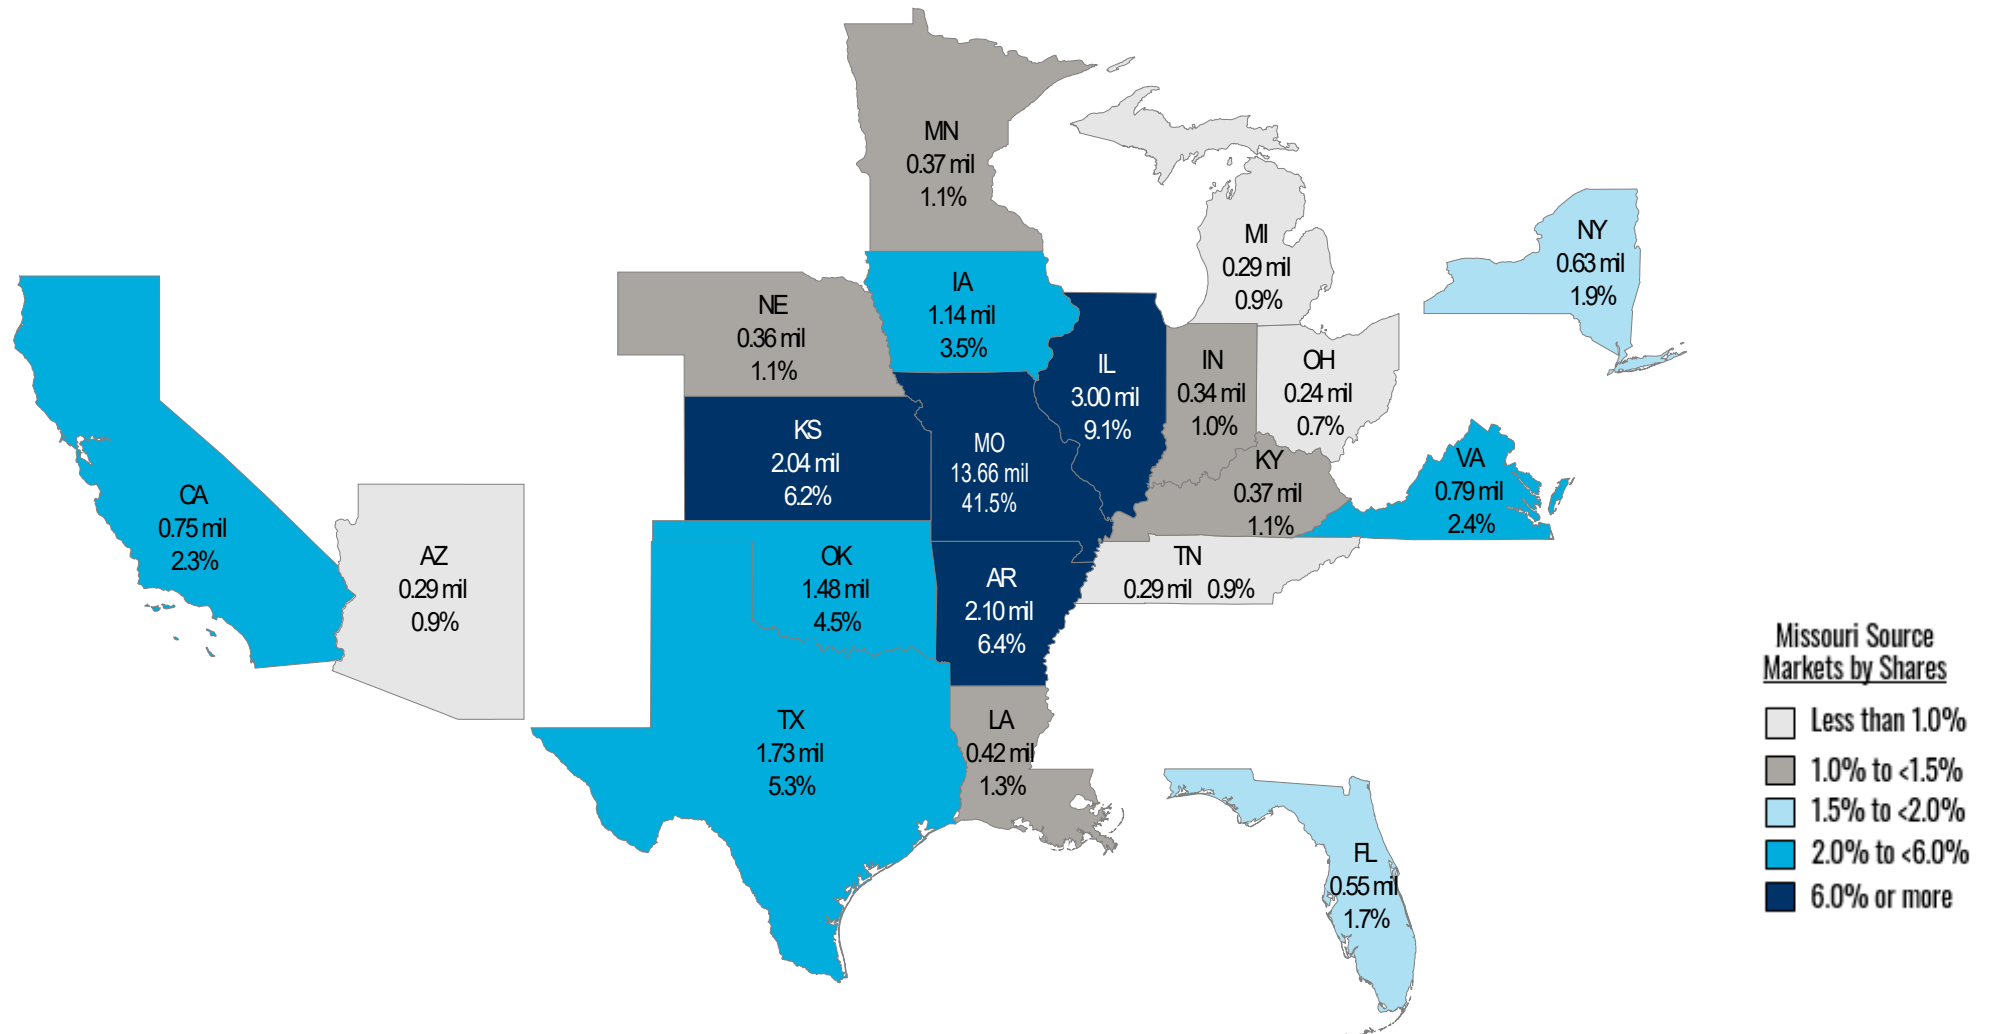 MN
0.37 mil
1.1%
MI
0.29 mil
0.9%
NY
0.63 mil
1.9%
NE
0.36 mil
1.1%
IA
1.14 mil
3.5%
IL
3.00 mil
9.1%
IN
0.34 mil
1.0%
OH
0.24 mil
0.7%
KS
2.04 mil
6.2%
MO
13.66 mil
41.5%
KY
0.37 mil
1.1%
VA
0.79 mil
2.4%
CA
0.75 mil
2.3%
AZ
0.29 mil
0.9%
OK
1.48 mil
4.5%
AR
2.10 mil
6.4%
TN
0.29 mil 0.9%
TX
1.73 mil
5.3%
LA
0.42 mil
1.3%
FL
0.55 mil
1.7%
Missouri Source
Markets by Shares
Less than 1.0%
1.0% to <1.5%
1.5% to <2.0%
2.0% to <6.0%
6.0% or more